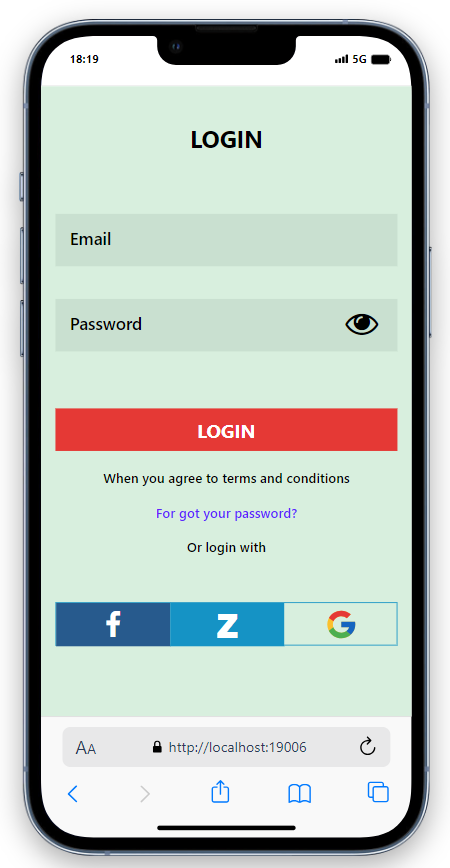 18:19
5G
LOGIN
Email
Password
LOGIN
When you agree to terms and conditions
For got your password?
Or login with
f Z G
AA http://localhost:19006